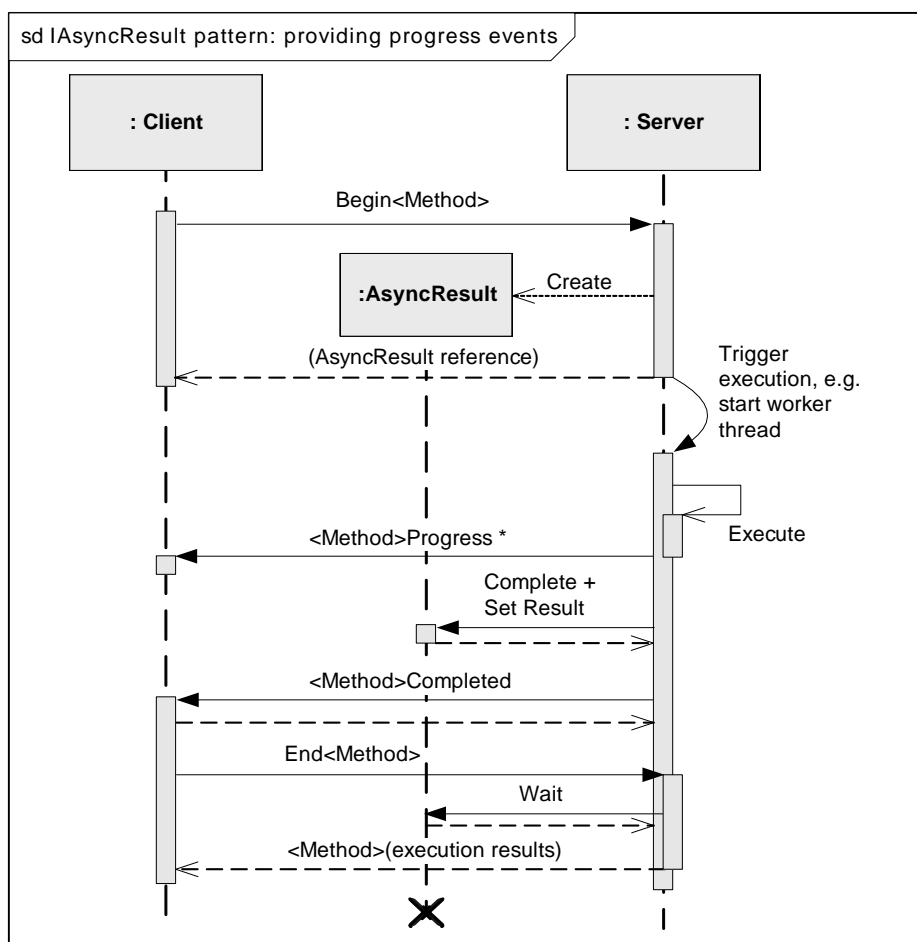 sd IAsyncResult pattern: providing progress events
: Client
: Server
Begin<Method>
:AsyncResult
Create
(AsyncResult reference)
Trigger
execution, e.g.
start worker
thread
Execute
<Method>Progress *
Complete +
Set Result
<Method>Completed
End<Method>
Wait
<Method>(execution results)